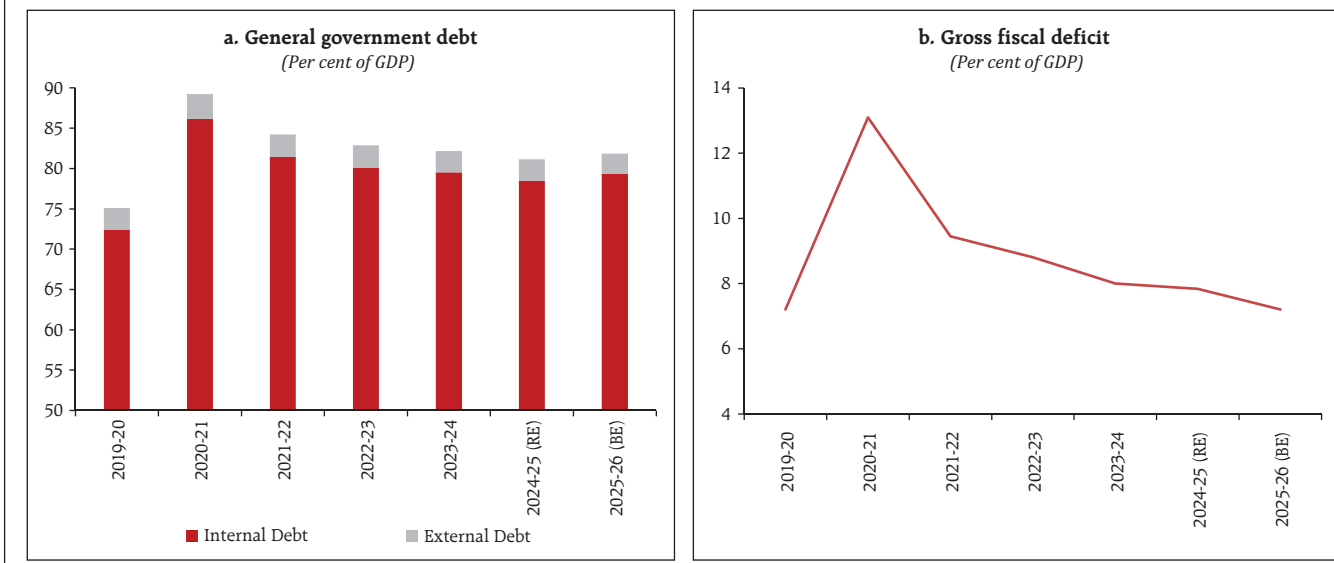 a. General government debt
(Per cent of GDP)
90
85
80
75
70
65
60
55
50
2019-20
2020-21
2021-22
2022-23
2023-24
2024-25 (RE)
2025-26 (BE)
Internal Debt
External Debt
b. Gross fiscal deficit
(Per cent of GDP)
14
12
10
8
6
4
2019-20
2020-21
2021-22
2022-23
2023-24
2024-25 (RE)
2025-26 (BE)